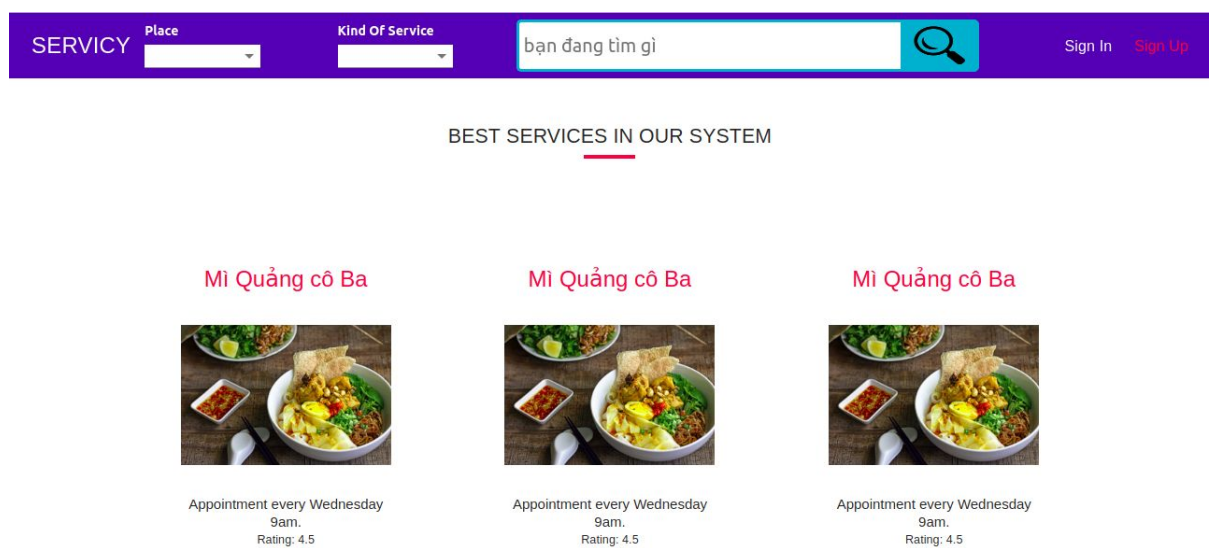 SERVICY
Place
Kind Of Service
bạn đang tìm gì
Sign In
Sign Up
BEST SERVICES IN OUR SYSTEM
Mì Quảng cô Ba
Mì Quảng cô Ba
Mì Quảng cô Ba
Appointment every Wednesday
9am.
Rating: 4.5
Appointment every Wednesday
9am.
Rating: 4.5
Appointment every Wednesday
9am.
Rating: 4.5